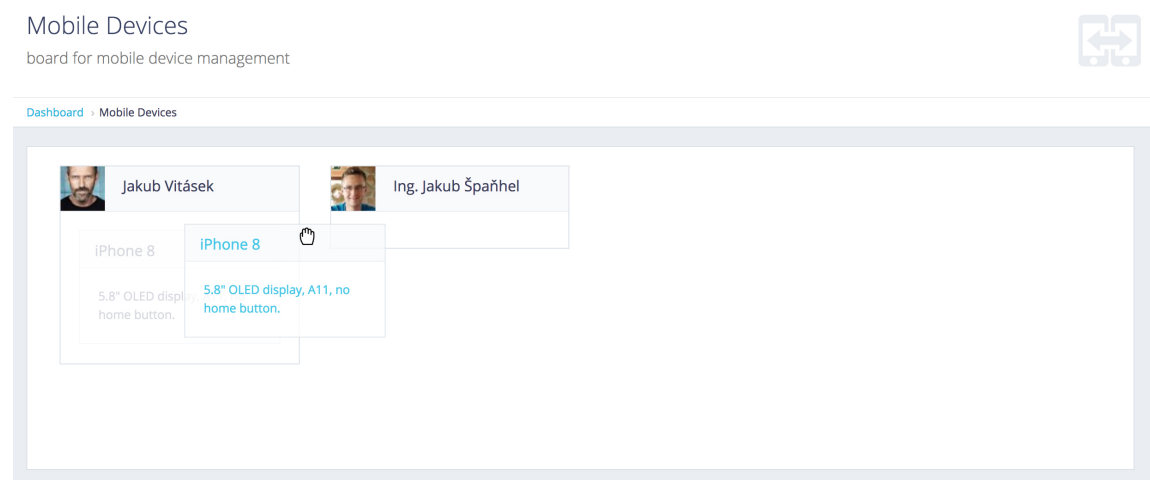 Mobile Devices
board for mobile device management
Dashboard › Mobile Devices
Jakub Vitásek
Ing. Jakub Špaňhel
iPhone 8
5.8" OLED displ
home button.
iPhone 8
5.8" OLED display, A11, no
home button.